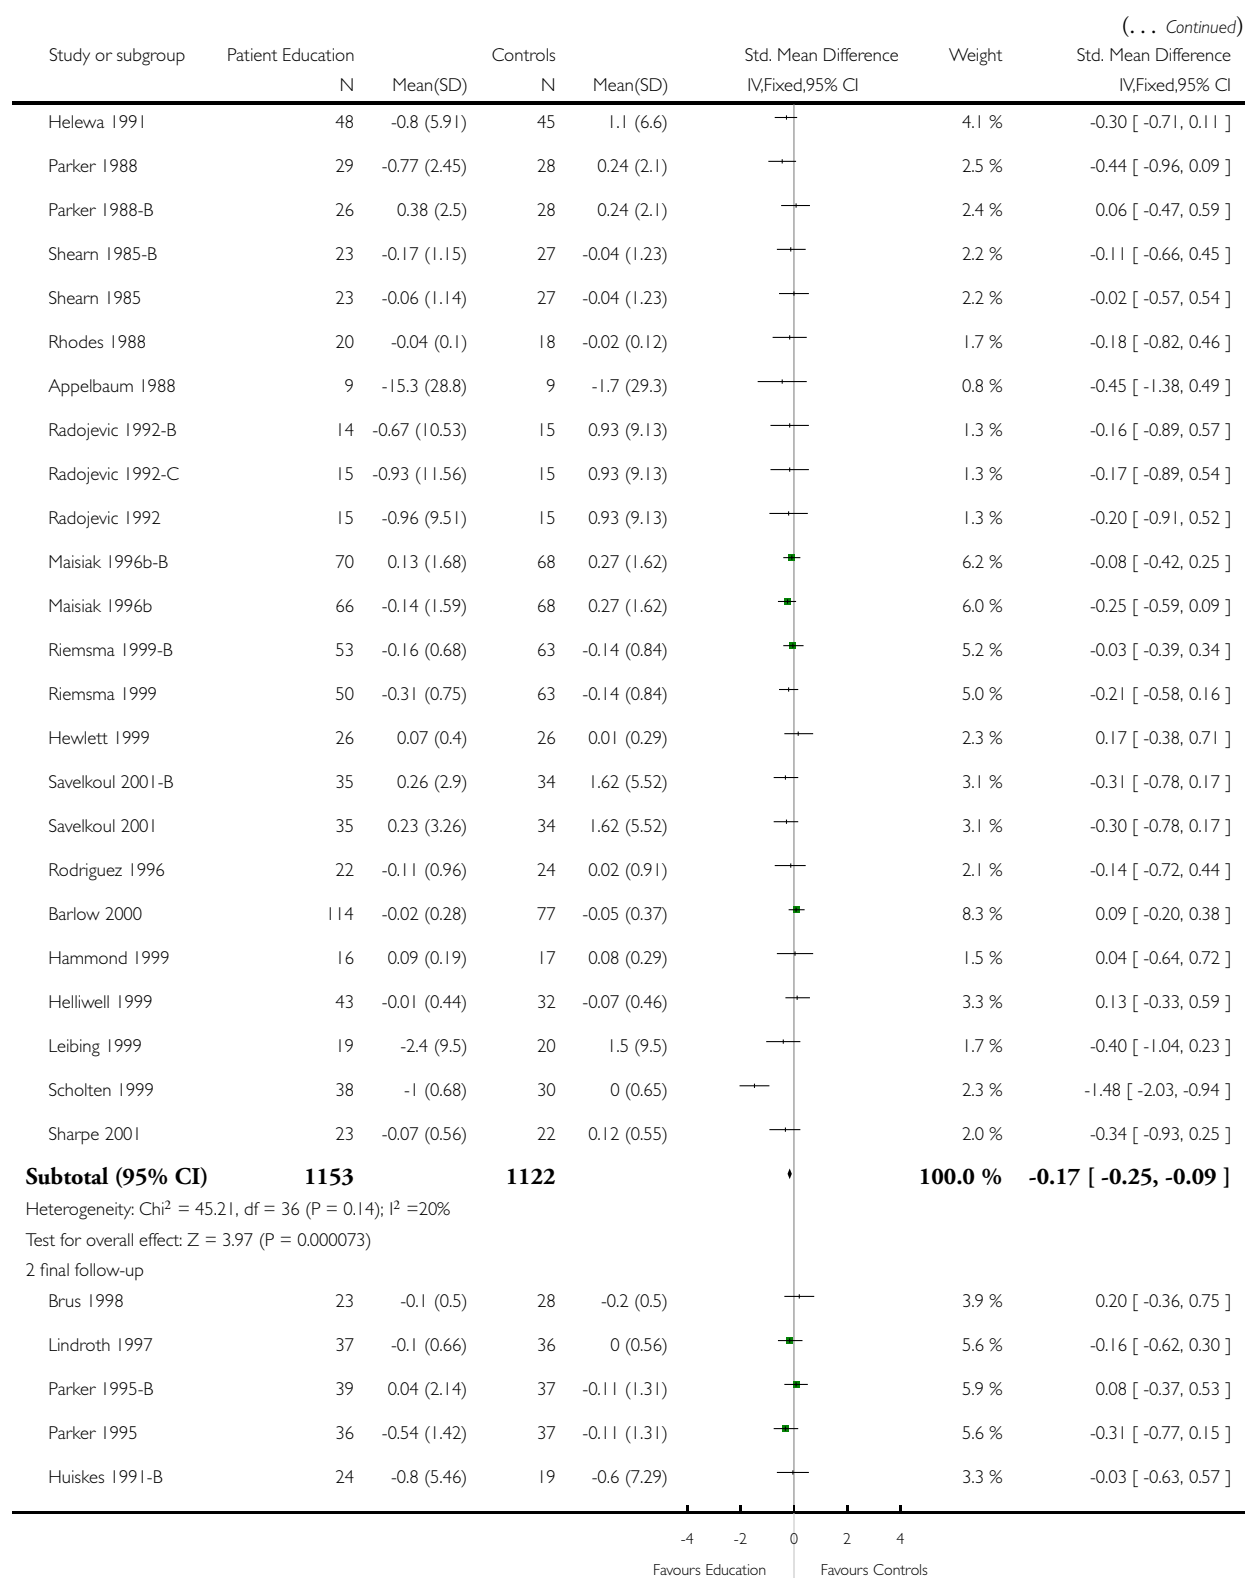 (... Continued)
Study or subgroup Patient Education Controls Std. Mean Difference Weight Std. Mean Difference
N Mean(SD) N Mean(SD) IV,Fixed,95% CI IV,Fixed,95% CI
Helewa 1991 48 -0.8 (5.91) 45 1.1 (6.6) 4.1 % -0.30 [ -0.71, 0.11 ]
Parker 1988 29 -0.77 (2.45) 28 0.24 (2.1) 2.5 % -0.44 [ -0.96, 0.09 ]
Parker 1988-B 26 0.38 (2.5) 28 0.24 (2.1) 2.4 % 0.06 [ -0.47, 0.59 ]
Shearn 1985-B 23 -0.17 (1.15) 27 -0.04 (1.23) 2.2 % -0.11 [ -0.66, 0.45 ]
Shearn 1985 23 -0.06 (1.14) 27 -0.04 (1.23) 2.2 % -0.02 [ -0.57, 0.54 ]
Rhodes 1988 20 -0.04 (0.1) 18 -0.02 (0.12) 1.7 % -0.18 [ -0.82, 0.46 ]
Appelbaum 1988 9 -15.3 (28.8) 9 -1.7 (29.3) 0.8 % -0.45 [ -1.38, 0.49 ]
Radojevic 1992-B 14 -0.67 (10.53) 15 0.93 (9.13) 1.3 % -0.16 [ -0.89, 0.57 ]
Radojevic 1992-C 15 -0.93 (11.56) 15 0.93 (9.13) 1.3 % -0.17 [ -0.89, 0.54 ]
Radojevic 1992 15 -0.96 (9.51) 15 0.93 (9.13) 1.3 % -0.20 [ -0.91, 0.52 ]
Maisiak 1996b-B 70 0.13 (1.68) 68 0.27 (1.62) 6.2 % -0.08 [ -0.42, 0.25 ]
Maisiak 1996b 66 -0.14 (1.59) 68 0.27 (1.62) 6.0 % -0.25 [ -0.59, 0.09 ]
Riemsma 1999-B 53 -0.16 (0.68) 63 -0.14 (0.84) 5.2 % -0.03 [ -0.39, 0.34 ]
Riemsma 1999 50 -0.31 (0.75) 63 -0.14 (0.84) 5.0 % -0.21 [ -0.58, 0.16 ]
Hewlett 1999 26 0.07 (0.4) 26 0.01 (0.29) 2.3 % 0.17 [ -0.38, 0.71 ]
Savelkoul 2001-B 35 0.26 (2.9) 34 1.62 (5.52) 3.1 % -0.31 [ -0.78, 0.17 ]
Savelkoul 2001 35 0.23 (3.26) 34 1.62 (5.52) 3.1 % -0.30 [ -0.78, 0.17 ]
Rodriguez 1996 22 -0.11 (0.96) 24 0.02 (0.91) 2.1 % -0.14 [ -0.72, 0.44 ]
Barlow 2000 114 -0.02 (0.28) 77 -0.05 (0.37) 8.3 % 0.09 [ -0.20, 0.38 ]
Hammond 1999 16 0.09 (0.19) 17 0.08 (0.29) 1.5 % 0.04 [ -0.64, 0.72 ]
Helliwell 1999 43 -0.01 (0.44) 32 -0.07 (0.46) 3.3 % 0.13 [ -0.33, 0.59 ]
Leibing 1999 19 -2.4 (9.5) 20 1.5 (9.5) 1.7 % -0.40 [ -1.04, 0.23 ]
Scholten 1999 38 -1 (0.68) 30 0 (0.65) 2.3 % -1.48 [ -2.03, -0.94 ]
Sharpe 2001 23 -0.07 (0.56) 22 0.12 (0.55) 2.0 % -0.34 [ -0.93, 0.25 ]
Subtotal (95% CI) 1153 1122 100.0 % -0.17 [ -0.25, -0.09 ]
Heterogeneity: Chi² = 45.21, df = 36 (P = 0.14); I² =20%
Test for overall effect: Z = 3.97 (P = 0.000073)
2 final follow-up
Brus 1998 23 -0.1 (0.5) 28 -0.2 (0.5) 3.9 % 0.20 [ -0.36, 0.75 ]
Lindroth 1997 37 -0.1 (0.66) 36 0 (0.56) 5.6 % -0.16 [ -0.62, 0.30 ]
Parker 1995-B 39 0.04 (2.14) 37 -0.11 (1.31) 5.9 % 0.08 [ -0.37, 0.53 ]
Parker 1995 36 -0.54 (1.42) 37 -0.11 (1.31) 5.6 % -0.31 [ -0.77, 0.15 ]
Huiskes 1991-B 24 -0.8 (5.46) 19 -0.6 (7.29) 3.3 % -0.03 [ -0.63, 0.57 ]
-4 -2 0 2 4
Favours Education Favours Controls